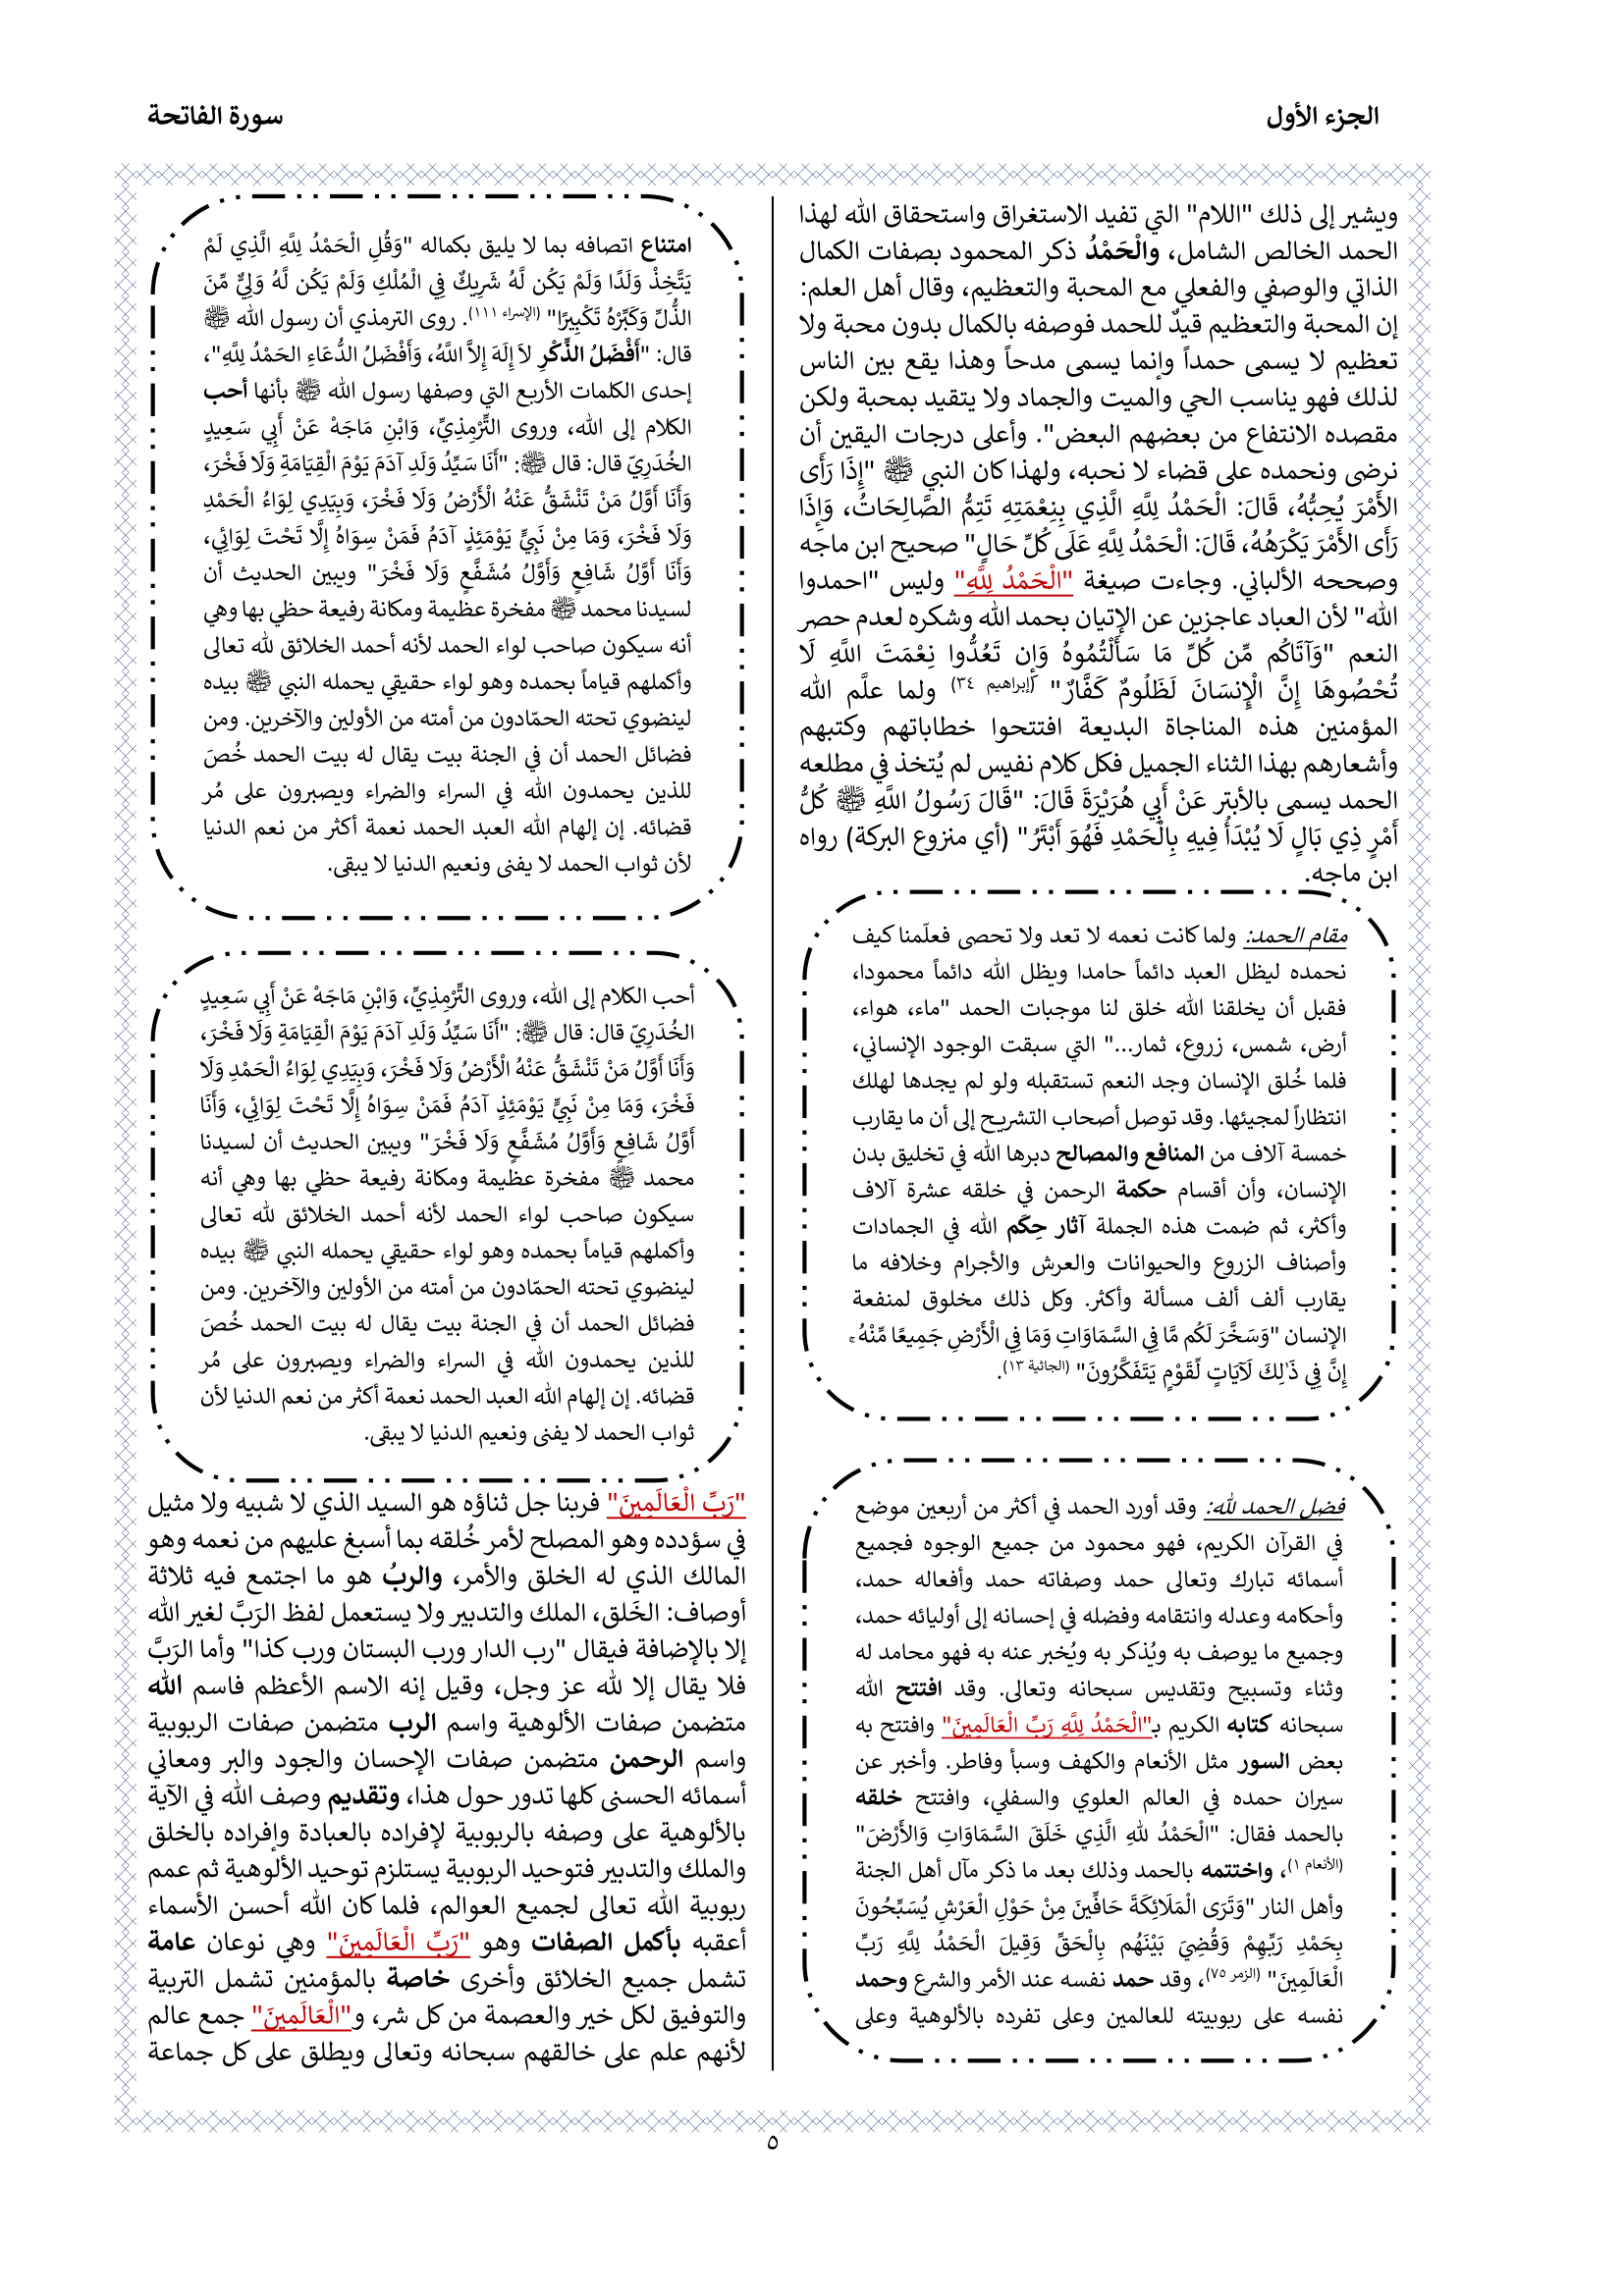 الجزء الأول
سورة الفاتحة
ويشير إلى ذلك "اللام" التي تفيد الاستغراق واستحقاق الله لهذا
الحمد الخالص الشامل، والْحَمْدُ ذكر المحمود بصفات الكمال
الذاتي والوصفي والفعلي مع المحبة والتعظيم، وقال أهل العلم:
إن المحبة والتعظيم قيدٌ للحمد فوصفه بالكمال بدون محبة ولا
تعظيم لا يسمى حمداً وإنما يسمى مدحاً وهذا يقع بين الناس
لذلك فهو يناسب الحي والميت والجماد ولا يتقيد بمحبة ولكن
مقصده الانتفاع من بعضهم البعض". وأعلى درجات اليقين أن
نرضى ونحمده على قضاء لا نحبه، ولهذا كان النبي ﷺ "إِذَا رَأَى
الأَمْرَ يُحِبُّهُ، قَالَ: الْحَمْدُ لِلَّهِ الَّذِي بِنِعْمَتِهِ تَتِمُّ الصَّالِحَاتُ، وَإِذَا
رَأَى الأَمْرَ يَكْرَهُهُ، قَالَ: الْحَمْدُ لِلَّهِ عَلَى كُلِّ حَالٍ" صحيح ابن ماجه
وصححه الألباني. وجاءت صيغة "الْحَمْدُ لِلَّهِ" وليس "احمدوا
الله" لأن العباد عاجزين عن الإتيان بحمد الله وشكره لعدم حصر
النعم "وَآتَاكُم مِّن كُلِّ مَا سَأَلْتُمُوهُ وَإِن تَعُدُّوا نِعْمَتَ اللَّهِ لَا
تُحْصُوهَا إِنَّ الْإِنسَانَ لَظَلُومٌ كَفَّارٌ" (إبراهيم ٣٤) ولما علَّم الله
المؤمنين هذه المناجاة البديعة افتتحوا خطاباتهم وكتبهم
وأشعارهم بهذا الثناء الجميل فكل كلام نفيس لم يُتخذ في مطلعه
الحمد يسمى بالأبتر عَنْ أَبِي هُرَيْرَةَ قَالَ: "قَالَ رَسُولُ اللَّهِ ﷺ كُلُّ
أَمْرٍ ذِي بَالٍ لَا يُبْدَأُ فِيهِ بِالْحَمْدِ فَهُوَ أَبْتَرُ" (أي منزوع البركة) رواه
ابن ماجه.
مقام الحمد: ولما كانت نعمه لا تعد ولا تحصى فعلّمنا كيف
نحمده ليظل العبد دائماً حامدا ويظل الله دائماً محمودا،
فقبل أن يخلقنا الله خلق لنا موجبات الحمد "ماء، هواء،
أرض، شمس، زروع، ثمار..." التي سبقت الوجود الإنساني،
فلما خُلق الإنسان وجد النعم تستقبله ولو لم يجدها لهلك
انتظاراً لمجيئها. وقد توصل أصحاب التشريح إلى أن ما يقارب
خمسة آلاف من المنافع والمصالح دبرها الله في تخليق بدن
الإنسان، وأن أقسام حكمة الرحمن في خلقه عشرة آلاف
وأكثر، ثم ضمت هذه الجملة آثار حِكَم الله في الجمادات
وأصناف الزروع والحيوانات والعرش والأجرام وخلافه ما
يقارب ألف ألف مسألة وأكثر. وكل ذلك مخلوق لمنفعة
الإنسان "وَسَخَّرَ لَكُم مَّا فِي السَّمَاوَاتِ وَمَا فِي الْأَرْضِ جَمِيعًا مِّنْهُ ۚ
إِنَّ فِي ذَٰلِكَ لَآيَاتٍ لِّقَوْمٍ يَتَفَكَّرُونَ" (الجاثية ١٣).
فضل الحمد لله: وقد أورد الحمد في أكثر من أربعين موضع
في القرآن الكريم، فهو محمود من جميع الوجوه فجميع
أسمائه تبارك وتعالى حمد وصفاته حمد وأفعاله حمد،
وأحكامه وعدله وانتقامه وفضله في إحسانه إلى أوليائه حمد،
وجميع ما يوصف به ويُذكر به ويُخبر عنه به فهو محامد له
وثناء وتسبيح وتقديس سبحانه وتعالى. وقد افتتح الله
سبحانه كتابه الكريم بـ"الْحَمْدُ لِلَّهِ رَبِّ الْعَالَمِينَ" وافتتح به
بعض السور مثل الأنعام والكهف وسبأ وفاطر. وأخبر عن
سيران حمده في العالم العلوي والسفلي، وافتتح خلقه
بالحمد فقال: "الْحَمْدُ لِلهِ الَّذِي خَلَقَ السَّمَاوَاتِ وَالأَرْضَ"
(الأنعام ١)، واختتمه بالحمد وذلك بعد ما ذكر مآل أهل الجنة
وأهل النار "وَتَرَى الْمَلَائِكَةَ حَافِّينَ مِنْ حَوْلِ الْعَرْشِ يُسَبِّحُونَ
بِحَمْدِ رَبِّهِمْ وَقُضِيَ بَيْنَهُم بِالْحَقِّ وَقِيلَ الْحَمْدُ لِلَّهِ رَبِّ
الْعَالَمِينَ" (الزمر ٧٥)، وقد حمد نفسه عند الأمر والشرع وحمد
نفسه على ربوبيته للعالمين وعلى تفرده بالألوهية وعلى
امتناع اتصافه بما لا يليق بكماله "وَقُلِ الْحَمْدُ لِلَّهِ الَّذِي لَمْ
يَتَّخِذْ وَلَدًا وَلَمْ يَكُن لَّهُ شَرِيكٌ فِي الْمُلْكِ وَلَمْ يَكُن لَّهُ وَلِيٌّ مِّنَ
الذُّلِّ وَكَبِّرْهُ تَكْبِيرًا" (الإسراء ١١١). روى الترمذي أن رسول الله ﷺ
قال: "أَفْضَلُ الذِّكْرِ لاَ إِلَهَ إِلاَّ اللَّهُ، وَأَفْضَلُ الدُّعَاءِ الحَمْدُ لِلَّهِ"،
إحدى الكلمات الأربع التي وصفها رسول الله ﷺ بأنها أحب
الكلام إلى الله، وروى التِّرْمِذِيِّ، وَابْنِ مَاجَهْ عَنْ أَبِي سَعِيدٍ
الخُدَرِيّ قال: قال ﷺ: "أَنَا سَيِّدُ وَلَدِ آدَمَ يَوْمَ الْقِيَامَةِ وَلَا فَخْرَ،
وَأَنَا أَوَّلُ مَنْ تَنْشَقُّ عَنْهُ الْأَرْضُ وَلَا فَخْرَ، وَبِيَدِي لِوَاءُ الْحَمْدِ
وَلَا فَخْرَ، وَمَا مِنْ نَبِيٍّ يَوْمَئِذٍ آدَمُ فَمَنْ سِوَاهُ إِلَّا تَحْتَ لِوَائِي،
وَأَنَا أَوَّلُ شَافِعٍ وَأَوَّلُ مُشَفَّعٍ وَلَا فَخْرَ" ويبين الحديث أن
لسيدنا محمد ﷺ مفخرة عظيمة ومكانة رفيعة حظي بها وهي
أنه سيكون صاحب لواء الحمد لأنه أحمد الخلائق لله تعالى
وأكملهم قياماً بحمده وهو لواء حقيقي يحمله النبي ﷺ بيده
لينضوي تحته الحمّادون من أمته من الأولين والآخرين. ومن
فضائل الحمد أن في الجنة بيت يقال له بيت الحمد خُصَ
للذين يحمدون الله في السراء والضراء ويصبرون على مُر
قضائه. إن إلهام الله العبد الحمد نعمة أكثر من نعم الدنيا
لأن ثواب الحمد لا يفنى ونعيم الدنيا لا يبقى.
أحب الكلام إلى الله، وروى التِّرْمِذِيِّ، وَابْنِ مَاجَهْ عَنْ أَبِي سَعِيدٍ
الخُدَرِيّ قال: قال ﷺ: "أَنَا سَيِّدُ وَلَدِ آدَمَ يَوْمَ الْقِيَامَةِ وَلَا فَخْرَ،
وَأَنَا أَوَّلُ مَنْ تَنْشَقُّ عَنْهُ الْأَرْضُ وَلَا فَخْرَ، وَبِيَدِي لِوَاءُ الْحَمْدِ وَلَا
فَخْرَ، وَمَا مِنْ نَبِيٍّ يَوْمَئِذٍ آدَمُ فَمَنْ سِوَاهُ إِلَّا تَحْتَ لِوَائِي، وَأَنَا
أَوَّلُ شَافِعٍ وَأَوَّلُ مُشَفَّعٍ وَلَا فَخْرَ" ويبين الحديث أن لسيدنا
محمد ﷺ مفخرة عظيمة ومكانة رفيعة حظي بها وهي أنه
سيكون صاحب لواء الحمد لأنه أحمد الخلائق لله تعالى
وأكملهم قياماً بحمده وهو لواء حقيقي يحمله النبي ﷺ بيده
لينضوي تحته الحمّادون من أمته من الأولين والآخرين. ومن
فضائل الحمد أن في الجنة بيت يقال له بيت الحمد خُصَ
للذين يحمدون الله في السراء والضراء ويصبرون على مُر
قضائه. إن إلهام الله العبد الحمد نعمة أكثر من نعم الدنيا لأن
ثواب الحمد لا يفنى ونعيم الدنيا لا يبقى.
"رَبِّ الْعَالَمِينَ" فربنا جل ثناؤه هو السيد الذي لا شبيه ولا مثيل
في سؤدده وهو المصلح لأمر خُلقه بما أسبغ عليهم من نعمه وهو
المالك الذي له الخلق والأمر، والربُ هو ما اجتمع فيه ثلاثة
أوصاف: الخَلق، الملك والتدبير ولا يستعمل لفظ الرَبَّ لغير الله
إلا بالإضافة فيقال "رب الدار ورب البستان ورب كذا" وأما الرَبَّ
فلا يقال إلا لله عز وجل، وقيل إنه الاسم الأعظم فاسم الله
متضمن صفات الألوهية واسم الرب متضمن صفات الربوبية
واسم الرحمن متضمن صفات الإحسان والجود والبر ومعاني
أسمائه الحسنى كلها تدور حول هذا، وتقديم وصف الله في الآية
بالألوهية على وصفه بالربوبية لإفراده بالعبادة وإفراده بالخلق
والملك والتدبير فتوحيد الربوبية يستلزم توحيد الألوهية ثم عمم
ربوبية الله تعالى لجميع العوالم، فلما كان الله أحسن الأسماء
أعقبه بأكمل الصفات وهو "رَبِّ الْعَالَمِينَ" وهي نوعان عامة
تشمل جميع الخلائق وأخرى خاصة بالمؤمنين تشمل التربية
والتوفيق لكل خير والعصمة من كل شر، و"الْعَالَمِينَ" جمع عالم
لأنهم علم على خالقهم سبحانه وتعالى ويطلق على كل جماعة
٥